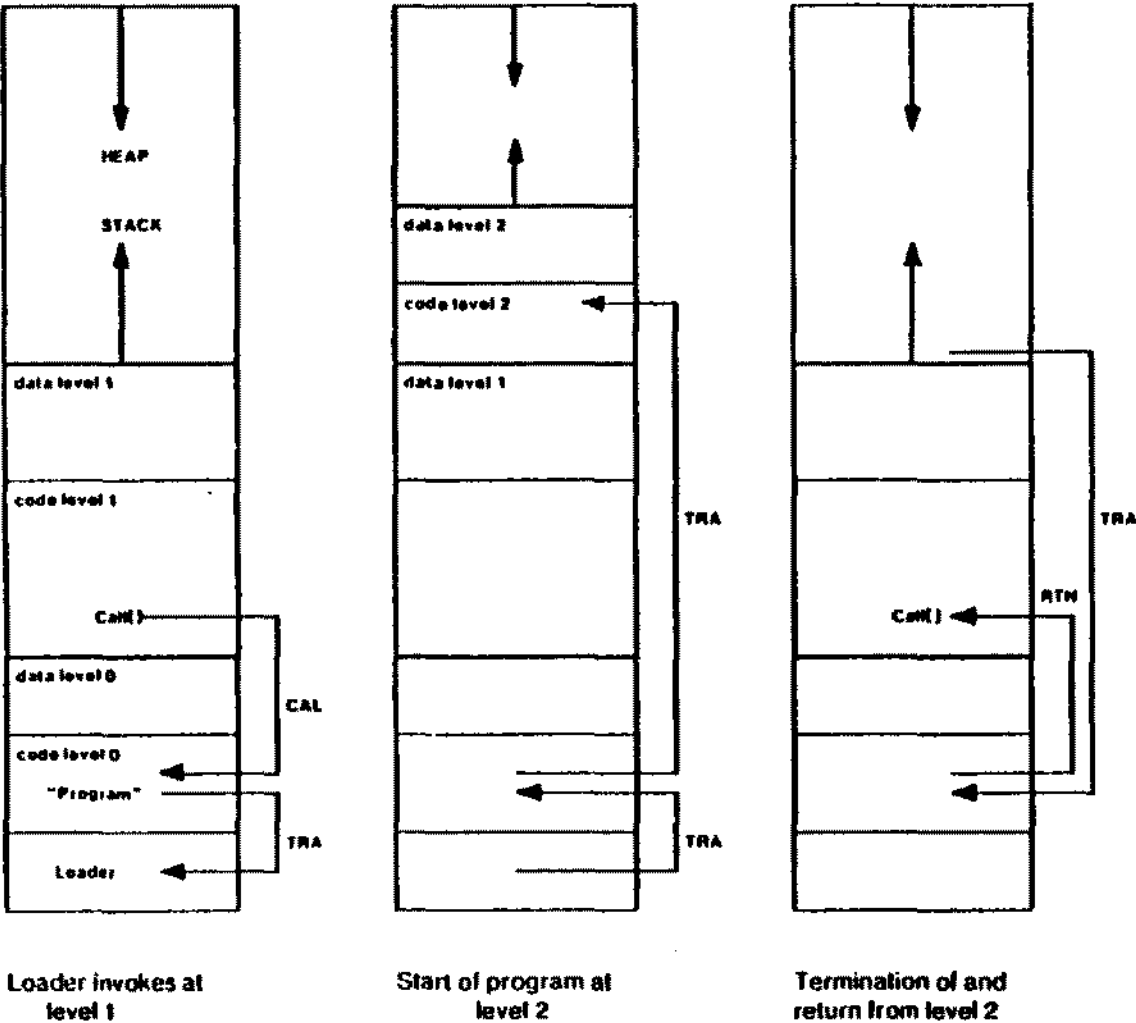 HEAP
STACK
data level 1
code level 1
Call()
data level 0
CAL
code level 0
"Program"
TRA
Loader
Loader invokes at
level 1
data level 2
code level 2
data level 1
TRA
TRA
Start of program at
level 2
TRA
RTN
Call()
Termination of and
return from level 2